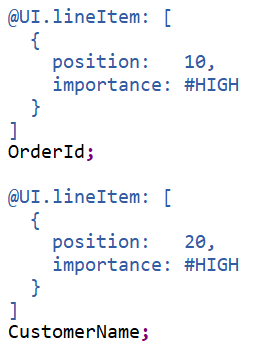 @UI.lineItem: [
  {
    position:   10,
    importance: #HIGH
  }
]
OrderId;
@UI.lineItem: [
  {
    position:   20,
    importance: #HIGH
  }
]
CustomerName;